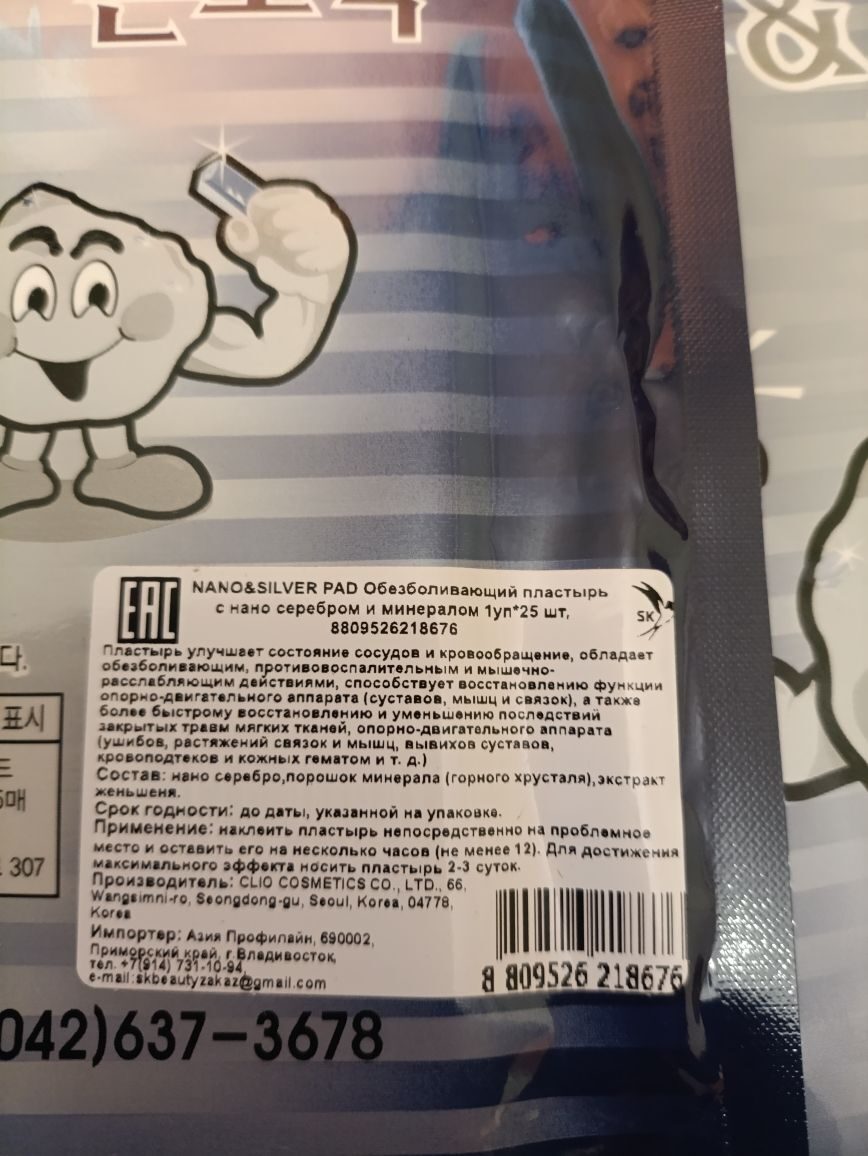 &
다.
표시
드
5매
307
EAC
NANO&SILVER PAD Обезболивающий пластырь
с нано серебром и минералом 1уп*25 шт,
8809526218676
SK
Пластырь улучшает состояние сосудов и кровообращение, обладает
обезболивающим, противовоспалительным и мышечно-
расслабляющим действиями, способствует восстановлению функции
опорно-двигательного аппарата (суставов, мышц и связок), а также
более быстрому восстановлению и уменьшению последствий
закрытых травм мягких тканей, опорно-двигательного аппарата
(ушибов, растяжений связок и мышц, вывихов суставов,
кровоподтеков и кожных гематом и т. д.)
Состав: нано серебро,порошок минерала (горного хрусталя),экстракт
женьшеня.
Срок годности: до даты, указанной на упаковке.
Применение: наклеить пластырь непосредственно на проблемное
место и оставить его на несколько часов (не менее 12). Для достижения
максимального эффекта носить пластырь 2-3 суток.
Производитель: CLIO COSMETICS CO., LTD., 66,
Wangsimni-ro, Seongdong-gu, Seoul, Korea, 04778,
Korea
Импортер: Азия Профилайн, 690002,
Приморский край, г.Владивосток,
тел. +7(914) 731-10-94,
e-mail:skbeautyzakaz@gmail.com
8 809526 218676
042)637-3678